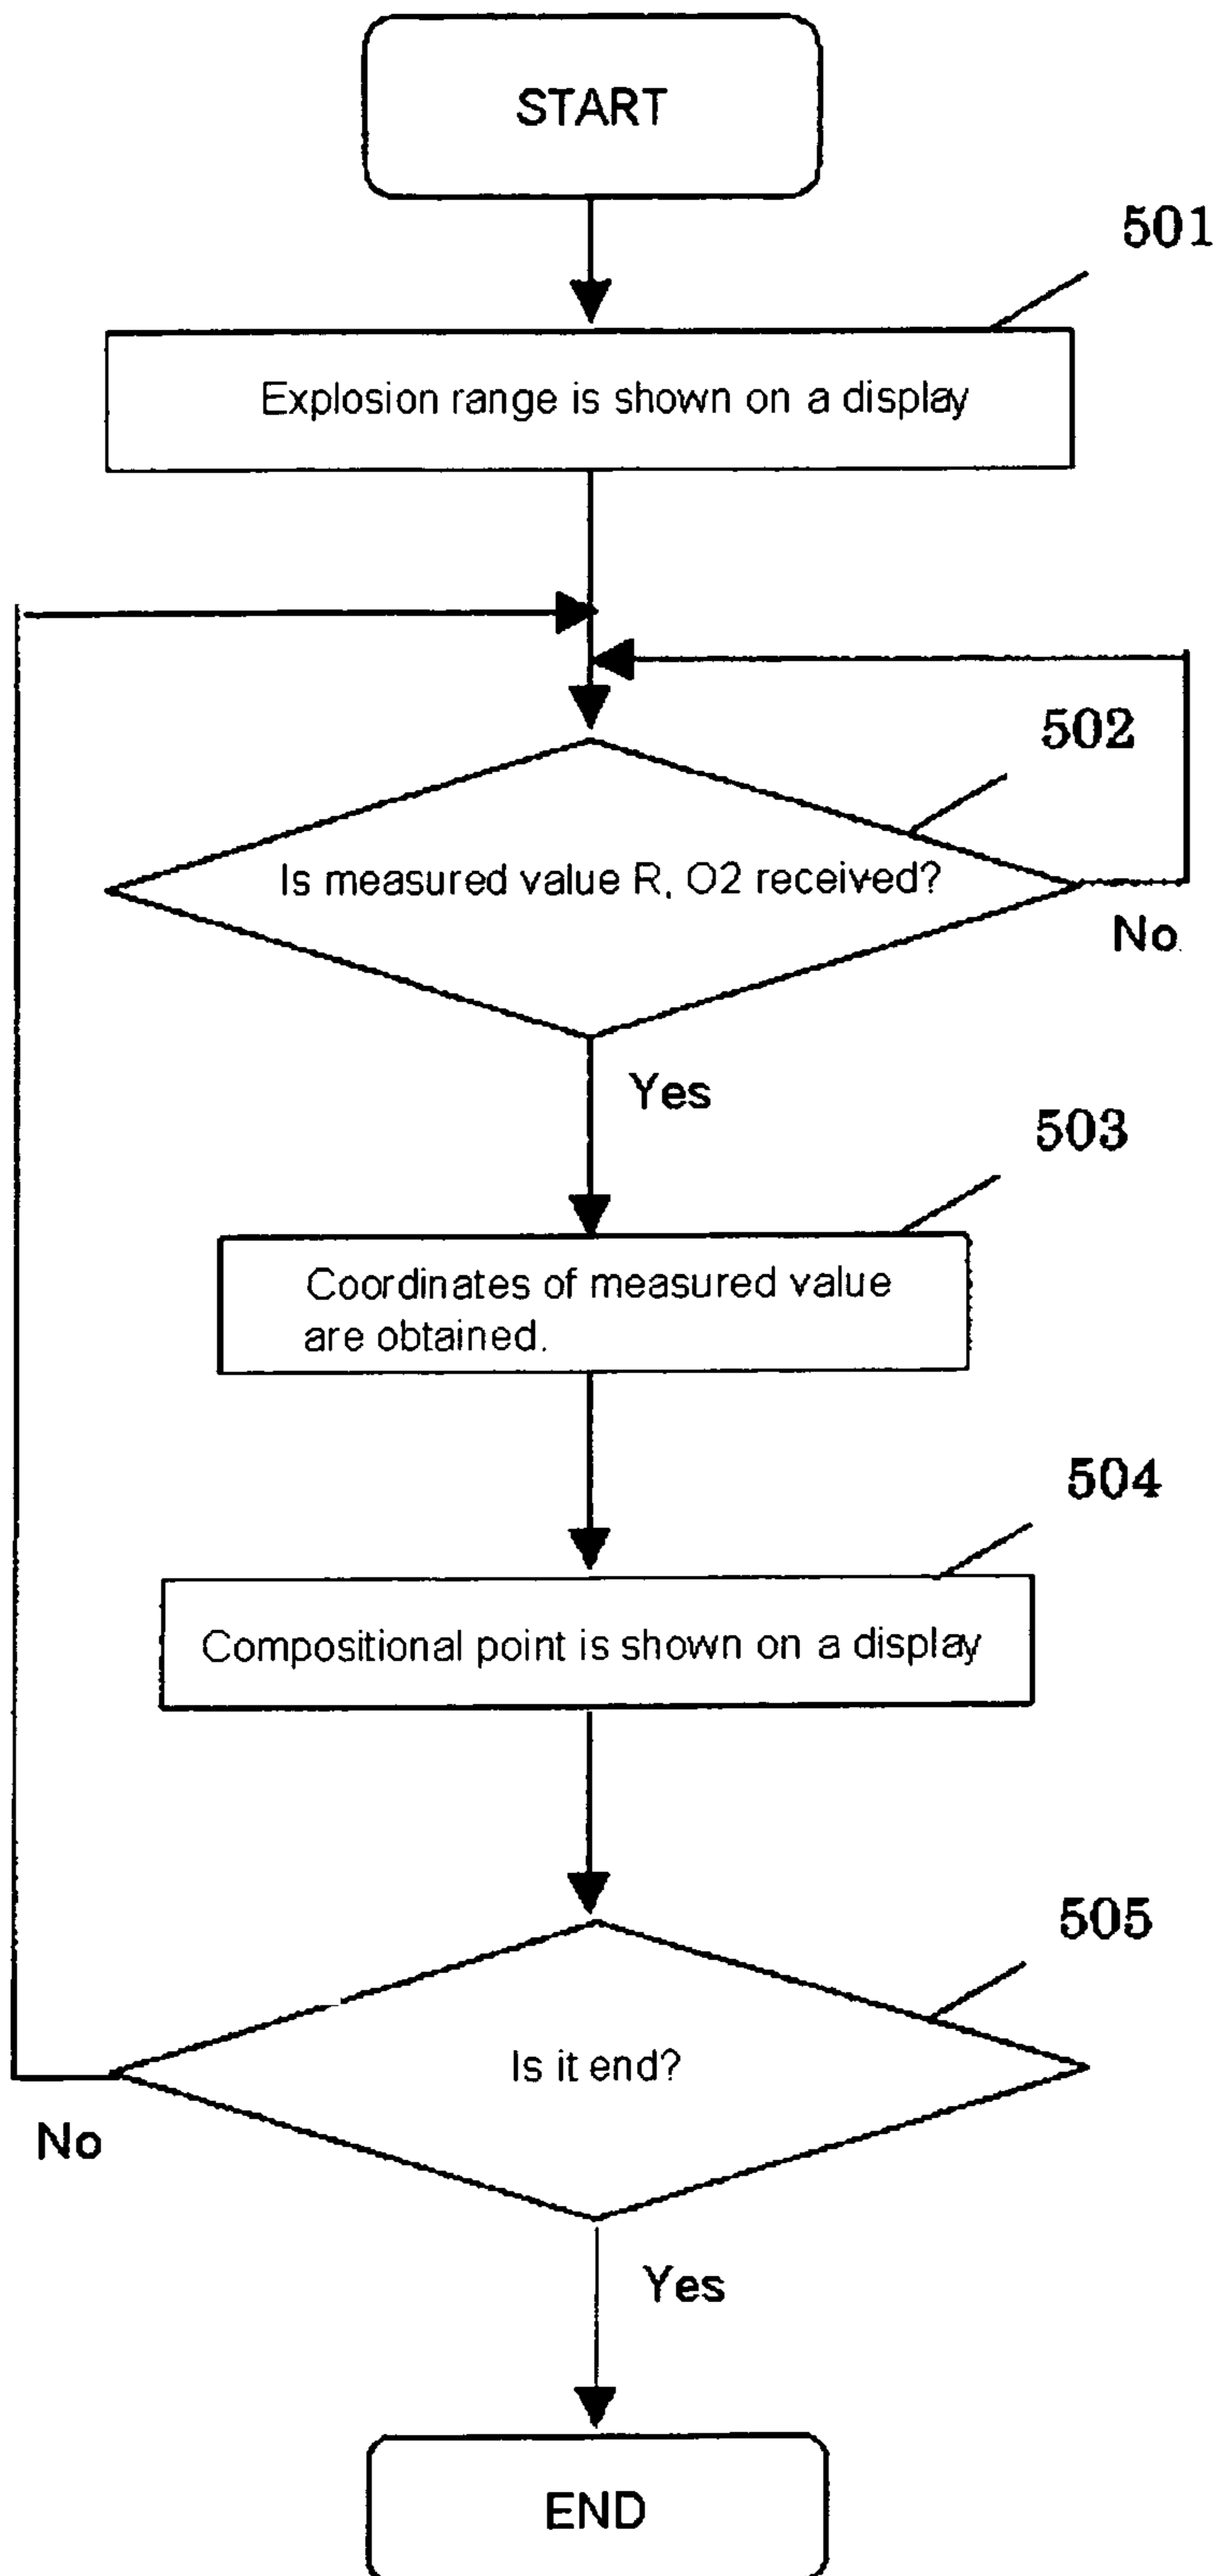 START
501
Explosion range is shown on a display
502
Is measured value R, O2 received?
No
Yes
503
Coordinates of measured value
are obtained.
504
Compositional point is shown on a display
505
Is it end?
No
Yes
END